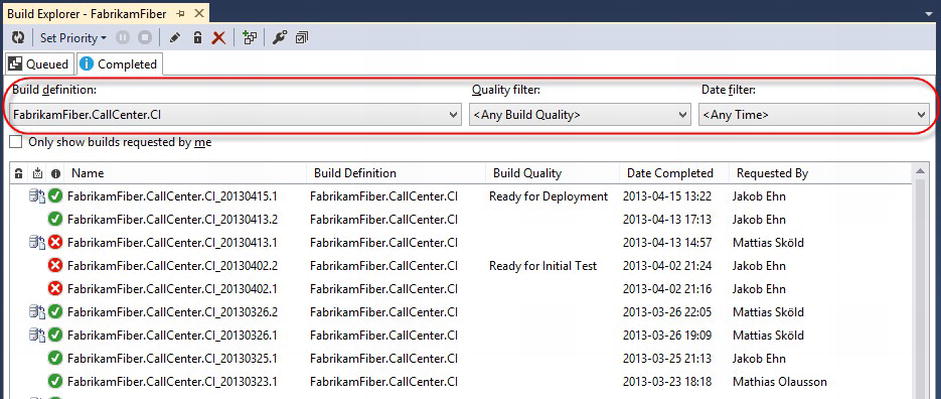 Build Explorer - FabrikamFiber
Set Priority
Queued Completed
Build definition: Quality filter: Date filter:
FabrikamFiber.CallCenter.CI <Any Build Quality> <Any Time>
Only show builds requested by me
Name Build Definition Build Quality Date Completed Requested By
FabrikamFiber.CallCenter.CI_20130415.1 FabrikamFiber.CallCenter.CI Ready for Deployment 2013-04-15 13:22 Jakob Ehn
FabrikamFiber.CallCenter.CI_20130413.2 FabrikamFiber.CallCenter.CI 2013-04-13 17:13 Jakob Ehn
FabrikamFiber.CallCenter.CI_20130413.1 FabrikamFiber.CallCenter.CI 2013-04-13 14:57 Mattias Sköld
FabrikamFiber.CallCenter.CI_20130402.2 FabrikamFiber.CallCenter.CI Ready for Initial Test 2013-04-02 21:24 Jakob Ehn
FabrikamFiber.CallCenter.CI_20130402.1 FabrikamFiber.CallCenter.CI 2013-04-02 21:16 Jakob Ehn
FabrikamFiber.CallCenter.CI_20130326.2 FabrikamFiber.CallCenter.CI 2013-03-26 22:05 Mattias Sköld
FabrikamFiber.CallCenter.CI_20130326.1 FabrikamFiber.CallCenter.CI 2013-03-26 19:09 Mattias Sköld
FabrikamFiber.CallCenter.CI_20130325.1 FabrikamFiber.CallCenter.CI 2013-03-25 21:13 Jakob Ehn
FabrikamFiber.CallCenter.CI_20130323.1 FabrikamFiber.CallCenter.CI 2013-03-23 18:18 Mathias Olausson